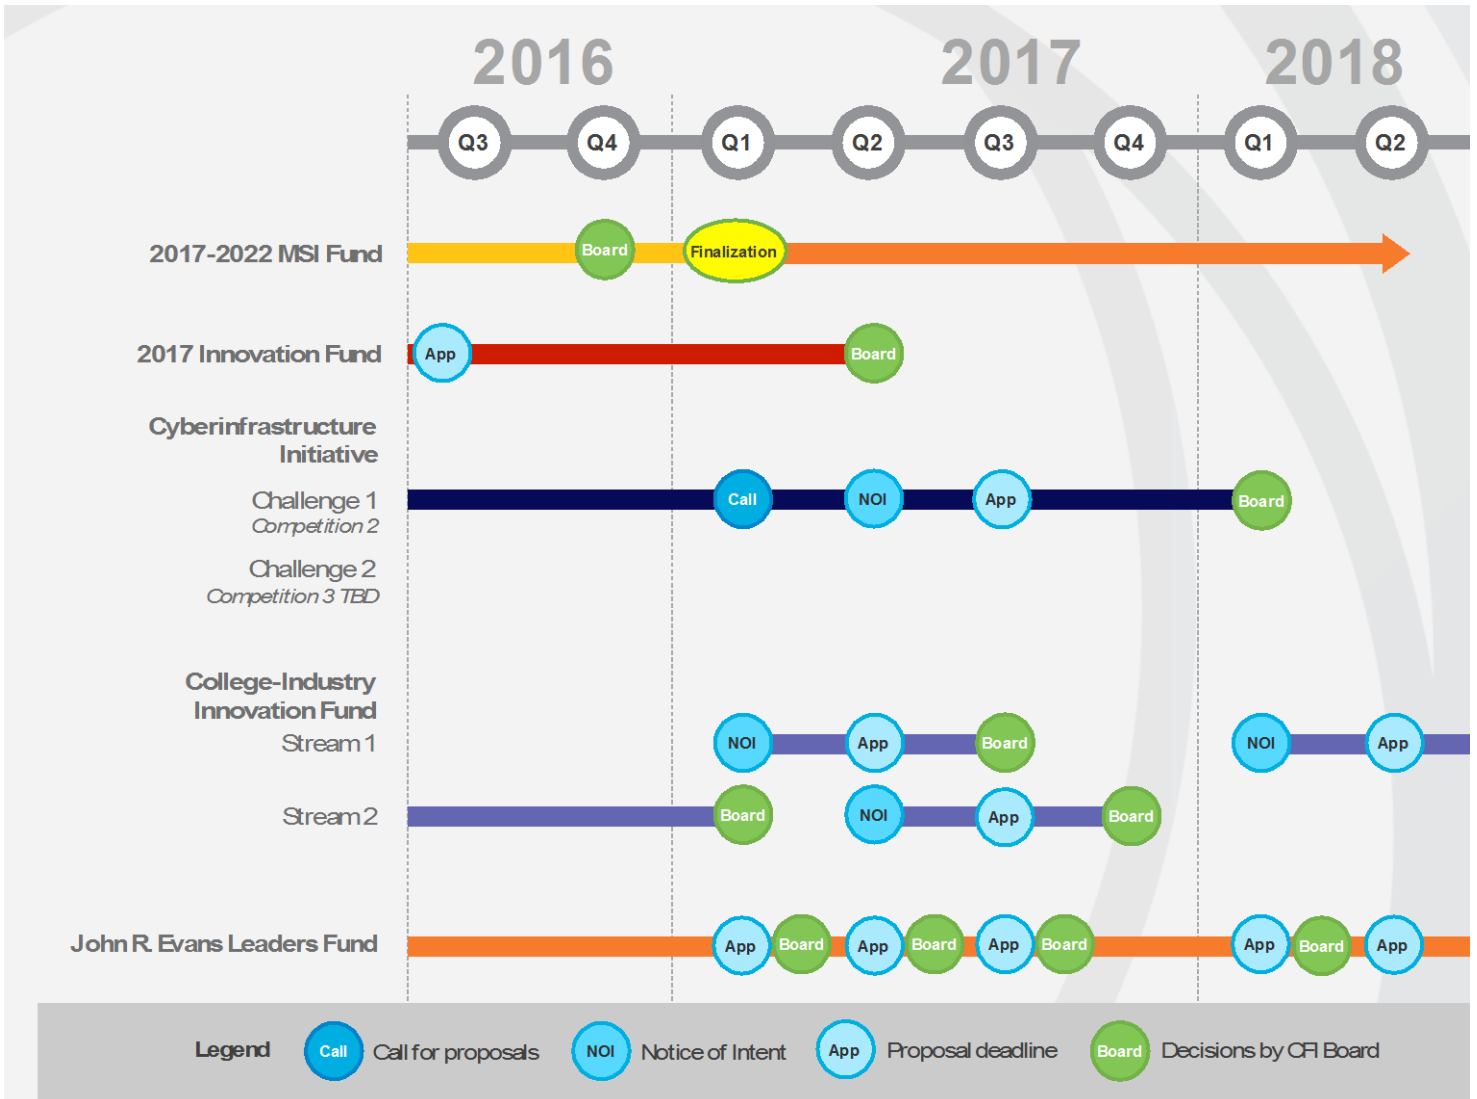 2016 2017 2018
Q3 Q4 Q1 Q2 Q3 Q4 Q1 Q2
2017-2022 MSI Fund Board Finalization
2017 Innovation Fund App Board
Cyberinfrastructure
Initiative
Challenge 1 Call NOI App Board
Competition 2
Challenge 2
Competition 3 TBD
College-Industry
Innovation Fund
Stream 1 NOI App Board NOI App
Stream 2 Board NOI App Board
John R. Evans Leaders Fund App Board App Board App Board App Board App
Legend Call Call for proposals NOI Notice of Intent App Proposal deadline Board Decisions by CFI Board